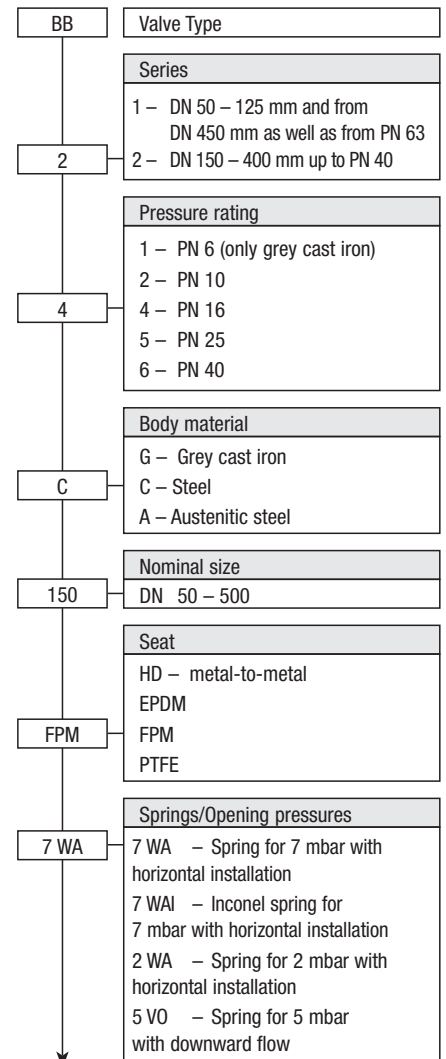 BB
Valve Type
Series
1 – DN 50 – 125 mm and from
DN 450 mm as well as from PN 63
2
2 – DN 150 – 400 mm up to PN 40
Pressure rating
1 – PN 6 (only grey cast iron)
2 – PN 10
4
4 – PN 16
5 – PN 25
6 – PN 40
Body material
G – Grey cast iron
C
C – Steel
A – Austenitic steel
Nominal size
150
DN 50 – 500
Seat
HD – metal-to-metal
EPDM
FPM
FPM
PTFE
Springs/Opening pressures
7 WA
7 WA – Spring for 7 mbar with
horizontal installation
7 WAI – Inconel spring for
7 mbar with horizontal installation
2 WA – Spring for 2 mbar with
horizontal installation
5 VO – Spring for 5 mbar
with downward flow